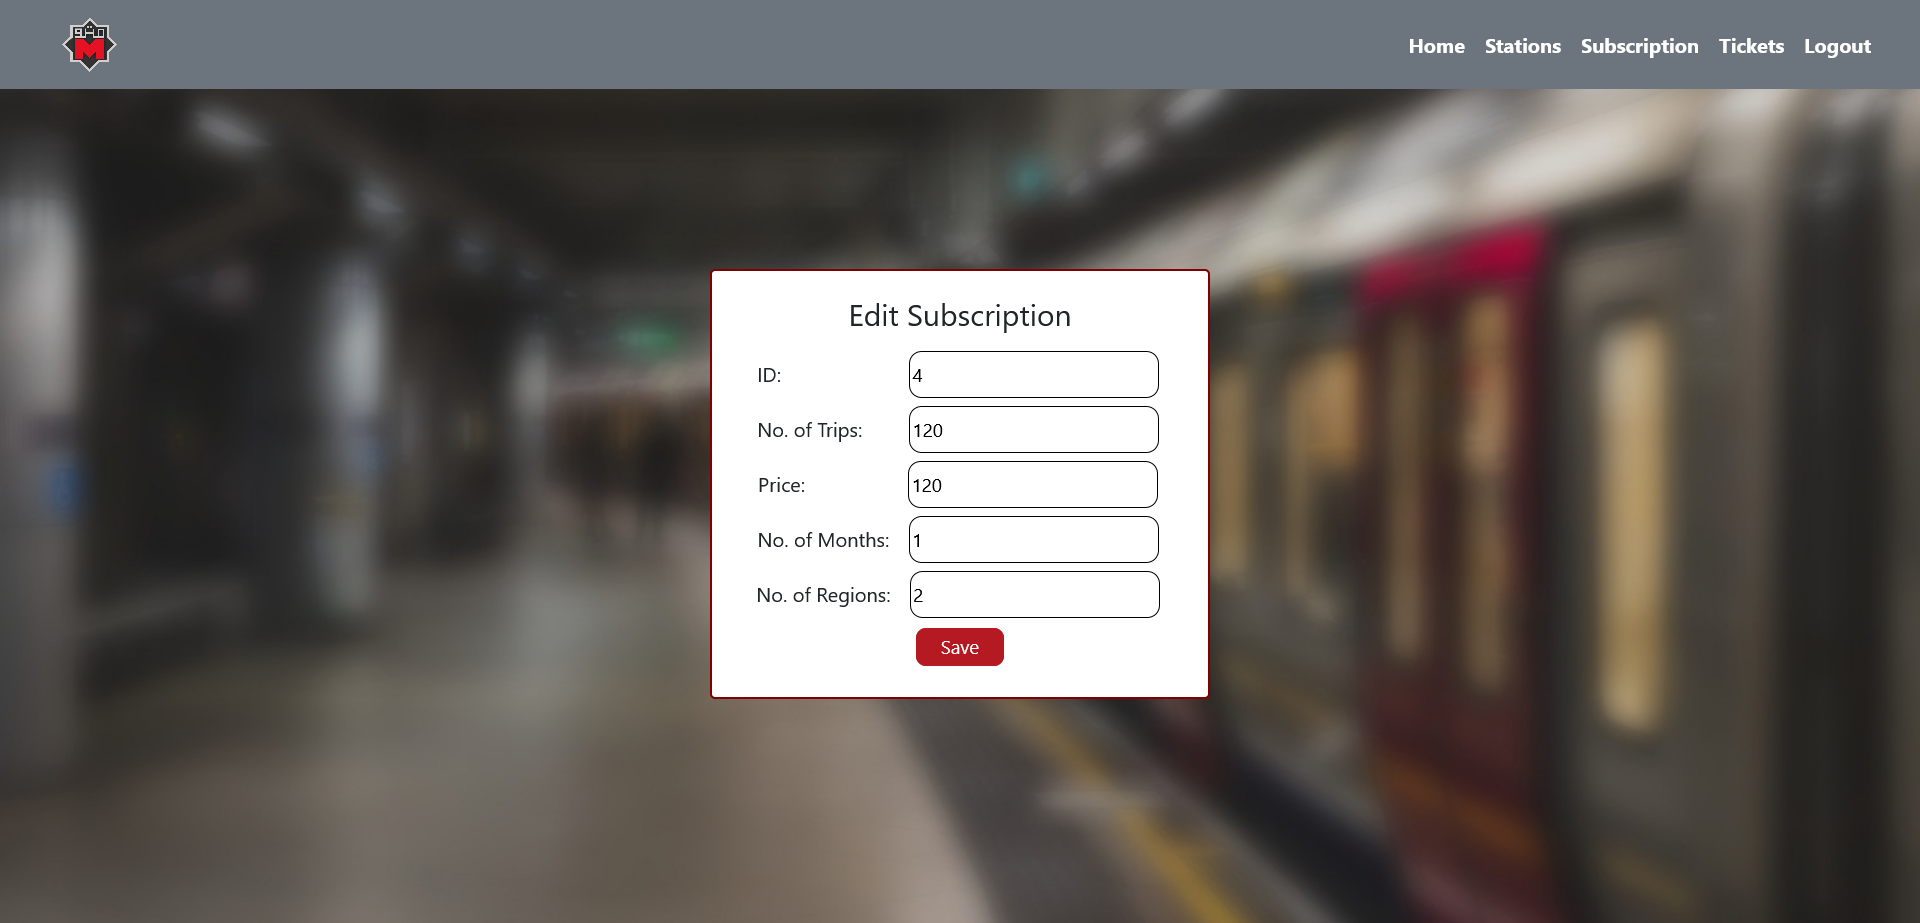 Home Stations Subscription Tickets Logout
Edit Subscription
ID: 4
No. of Trips: 120
Price: 120
No. of Months: 1
No. of Regions: 2
Save